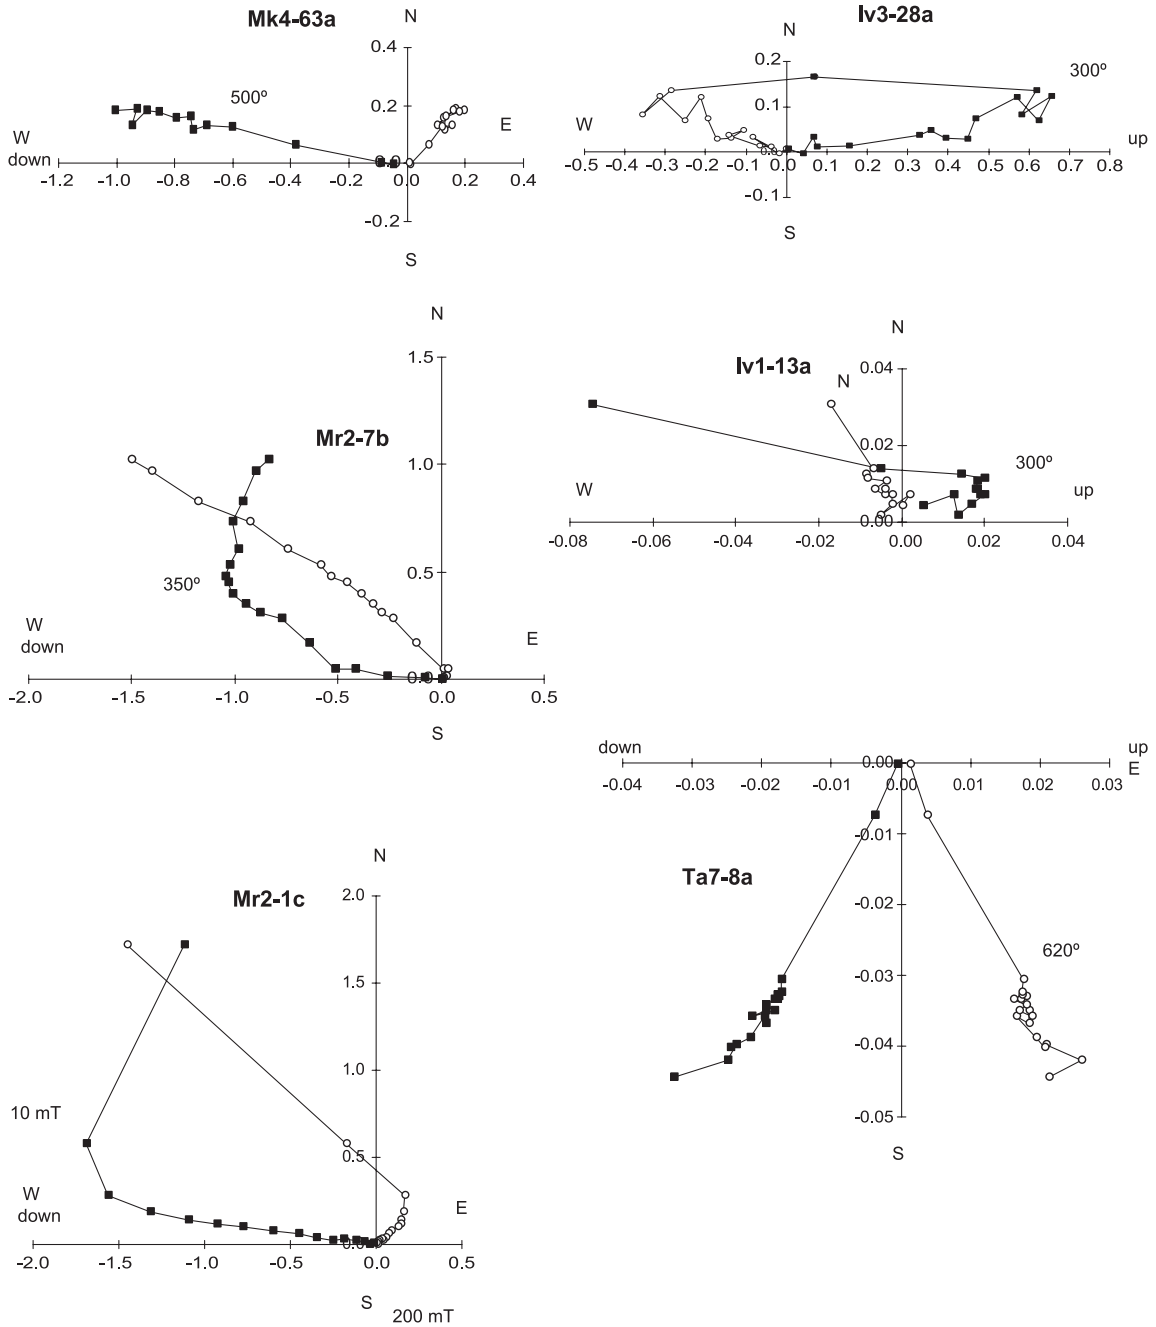 Mk4-63a
N
0.4
500º
0.2
W
E
down
0.0
-1.2 -1.0 -0.8 -0.6 -0.4 -0.2 0.2 0.4
-0.2
S
Iv3-28a
N
0.2
300º
0.1
W
up
0.0
-0.5 -0.4 -0.3 -0.2 -0.1 0.1 0.2 0.3 0.4 0.5 0.6 0.7 0.8
-0.1
S
N
1.5
Mr2-7b
1.0
350º
0.5
W
down
E
-2.0 -1.5 -1.0 -0.5 0.0 0.5
S
N
0.04
Iv1-13a
N
0.02
300º
W
up
0.00
-0.08 -0.06 -0.04 -0.02 0.00 0.02 0.04
down
up
0.00
E
-0.04 -0.03 -0.02 -0.01 0.00 0.01 0.02 0.03
-0.01
Ta7-8a
-0.02
620º
-0.03
-0.04
-0.05
S
N
Mr2-1c
2.0
1.5
1.0
10 mT
0.5
W
down
E
0.0
-2.0 -1.5 -1.0 -0.5 0.0 0.5
S
200 mT